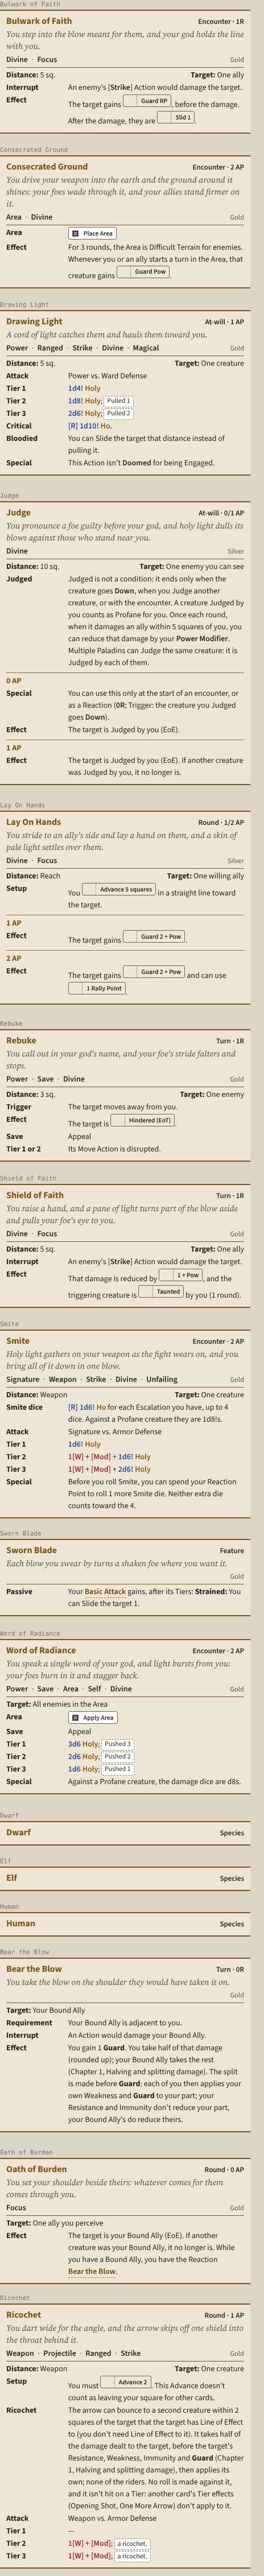 Bulwark of Faith
Bulwark of Faith Encounter · 1R
You step into the blow meant for them, and your god holds the line
with you.
Divine · Focus Gold
Distance: 5 sq. Target: One ally
Interrupt An enemy's [Strike] Action would damage the target.
Effect The target gains Guard RP, before the damage.
After the damage, they are Slid 1.
Consecrated Ground
Consecrated Ground Encounter · 2 AP
You drive your weapon into the earth and the ground around it
shines: your foes wade through it, and your allies stand firmer on
it.
Area · Divine Gold
Area Place Area
Effect For 3 rounds, the Area is Difficult Terrain for enemies.
Whenever you or an ally starts a turn in the Area, that
creature gains Guard Pow.
Drawing Light
Drawing Light At-will · 1 AP
A cord of light catches them and hauls them toward you.
Power · Ranged · Strike · Divine · Magical Gold
Distance: 5 sq. Target: One creature
Attack Power vs. Ward Defense
Tier 1 1d4! Holy
Tier 2 1d8! Holy; Pulled 1
Tier 3 2d6! Holy; Pulled 2
Critical [R] 1d10! Ho.
Bloodied You can Slide the target that distance instead of
pulling it.
Special This Action isn't Doomed for being Engaged.
Judge
Judge At-will · 0/1 AP
You pronounce a foe guilty before your god, and holy light dulls its
blows against those who stand near you.
Divine Silver
Distance: 10 sq. Target: One enemy you can see
Judged Judged is not a condition: it ends only when the
creature goes Down, when you Judge another
creature, or with the encounter. A creature Judged by
you counts as Profane for you. Once each round,
when it damages an ally within 5 squares of you, you
can reduce that damage by your Power Modifier.
Multiple Paladins can Judge the same creature: it is
Judged by each of them.
0 AP
Special You can use this only at the start of an encounter, or
as a Reaction (0R; Trigger: the creature you Judged
goes Down).
Effect The target is Judged by you (EoE).
1 AP
Effect The target is Judged by you (EoE). If another creature
was Judged by you, it no longer is.
Lay On Hands
Lay On Hands Round · 1/2 AP
You stride to an ally's side and lay a hand on them, and a skin of
pale light settles over them.
Divine · Focus Silver
Distance: Reach Target: One willing ally
Setup You Advance 5 squares in a straight line toward
the target.
1 AP
Effect The target gains Guard 2 + Pow.
2 AP
Effect The target gains Guard 2 + Pow and can use
1 Rally Point.
Rebuke
Rebuke Turn · 1R
You call out in your god's name, and your foe's stride falters and
stops.
Power · Save · Divine Gold
Distance: 3 sq. Target: One enemy
Trigger The target moves away from you.
Effect The target is Hindered (EoT).
Save Appeal
Tier 1 or 2 Its Move Action is disrupted.
Shield of Faith
Shield of Faith Turn · 1R
You raise a hand, and a pane of light turns part of the blow aside
and pulls your foe's eye to you.
Divine · Focus Gold
Distance: 5 sq. Target: One ally
Interrupt An enemy's [Strike] Action would damage the target.
Effect That damage is reduced by 1 + Pow, and the
triggering creature is Taunted by you (1 round).
Smite
Smite Encounter · 2 AP
Holy light gathers on your weapon as the fight wears on, and you
bring all of it down in one blow.
Signature · Weapon · Strike · Divine · Unfailing Gold
Distance: Weapon Target: One creature
Smite dice [R] 1d6! Ho for each Escalation you have, up to 4
dice. Against a Profane creature they are 1d8!s.
Attack Signature vs. Armor Defense
Tier 1 1d6! Holy
Tier 2 1[W] + [Mod] + 1d6! Holy
Tier 3 1[W] + [Mod] + 2d6! Holy
Special Before you roll Smite, you can spend your Reaction
Point to roll 1 more Smite die. Neither extra die
counts toward the 4.
Sworn Blade
Sworn Blade Feature
Each blow you swear by turns a shaken foe where you want it.
Gold
Passive Your Basic Attack gains, after its Tiers: Strained: You
can Slide the target 1.
Word of Radiance
Word of Radiance Encounter · 2 AP
You speak a single word of your god, and light bursts from you:
your foes burn in it and stagger back.
Power · Save · Area · Self · Divine Gold
Target: All enemies in the Area
Area Apply Area
Save Appeal
Tier 1 3d6 Holy; Pushed 3
Tier 2 2d6 Holy; Pushed 2
Tier 3 1d6 Holy; Pushed 1
Special Against a Profane creature, the damage dice are d8s.
Dwarf
Dwarf Species
Elf
Elf Species
Human
Human Species
Bear the Blow
Bear the Blow Turn · 0R
You take the blow on the shoulder they would have taken it on.
Gold
Target: Your Bound Ally
Requirement Your Bound Ally is adjacent to you.
Interrupt An Action would damage your Bound Ally.
Effect You gain 1 Guard. You take half of that damage
(rounded up); your Bound Ally takes the rest
(Chapter 1, Halving and splitting damage). The split
is made before Guard: each of you then applies your
own Weakness and Guard to your part; your
Resistance and Immunity don't reduce your part,
your Bound Ally's do reduce theirs.
Oath of Burden
Oath of Burden Round · 0 AP
You set your shoulder beside theirs: whatever comes for them
comes through you.
Focus Gold
Target: One ally you perceive
Effect The target is your Bound Ally (EoE). If another
creature was your Bound Ally, it no longer is. While
you have a Bound Ally, you have the Reaction
Bear the Blow.
Ricochet
Ricochet Round · 1 AP
You dart wide for the angle, and the arrow skips off one shield into
the throat behind it.
Weapon · Projectile · Ranged · Strike Gold
Distance: Weapon Target: One creature
Setup You must Advance 2. This Advance doesn't
count as leaving your square for other cards.
Ricochet The arrow can bounce to a second creature within 2
squares of the target that the target has Line of Effect
to (you don't need Line of Effect to it). It takes half of
the damage dealt to the target, before the target's
Resistance, Weakness, Immunity and Guard (Chapter
1, Halving and splitting damage), then applies its
own; none of the riders. No roll is made against it,
and it isn't hit on a Tier: another card's Tier effects
(Opening Shot, One More Arrow) don't apply to it.
Attack Weapon vs. Armor Defense
Tier 1 —
Tier 2 1[W] + [Mod]; a ricochet.
Tier 3 1[W] + [Mod]; a ricochet.